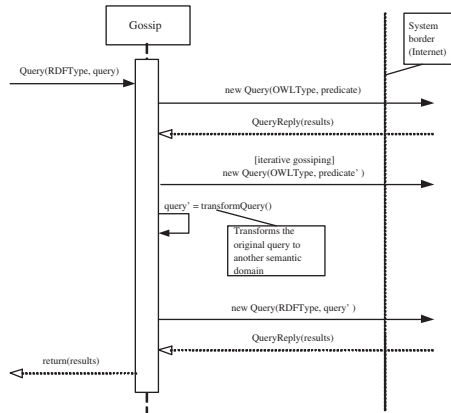 Gossip
System
border
(Internet)
Query(RDFType, query)
new Query(OWLType, predicate)
QueryReply(results)
[iterative gossiping]
new Query(OWLType, predicate’ )
query’ = transformQuery()
Transforms the
original query to
another semantic
domain
new Query(RDFType, query’ )
QueryReply(results)
return(results)